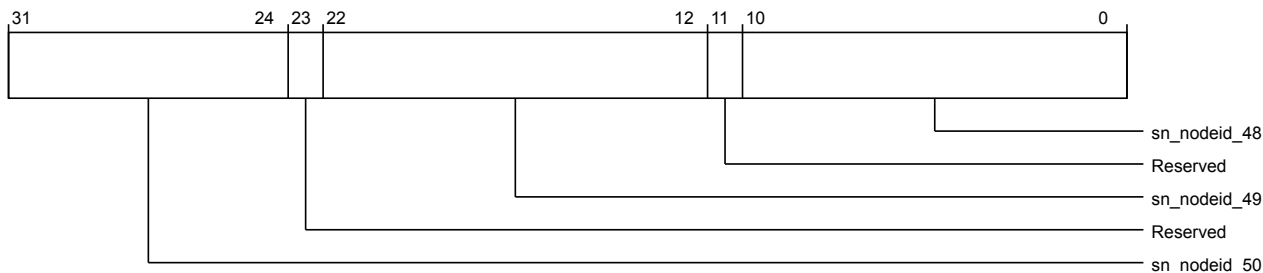 31 24 23 22 12 11 10 0
sn_nodeid_48
Reserved
sn_nodeid_49
Reserved
sn_nodeid_50